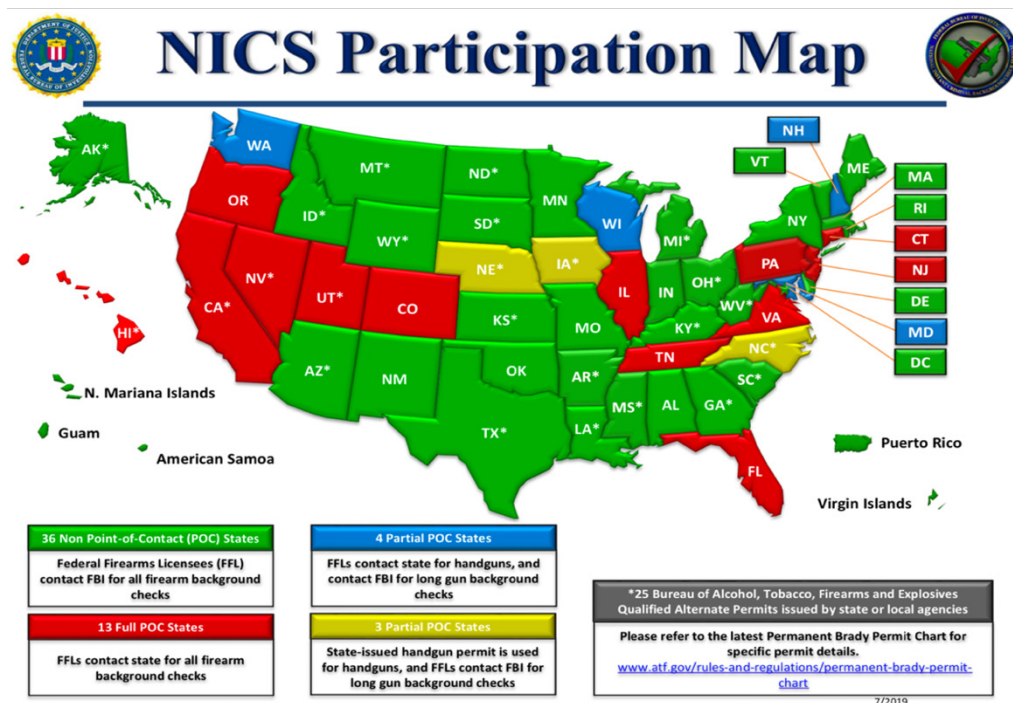 NICS Participation Map
AK*
WA
OR
CA*
NV*
ID*
MT*
WY*
UT*
CO
AZ*
NM
ND*
SD*
NE*
KS*
OK
TX*
MN
IA*
MO
AR*
LA*
WI
IL
MI*
IN
OH*
KY*
TN
MS*
AL
GA*
FL
SC*
NC*
VA
WV*
PA
NY
ME
NH
VT
MA
RI
CT
NJ
DE
MD
DC
HI*
N. Mariana Islands
Guam
American Samoa
Puerto Rico
Virgin Islands
36 Non Point-of-Contact (POC) States
Federal Firearms Licensees (FFL)
contact FBI for all firearm background
checks
4 Partial POC States
FFLs contact state for handguns, and
contact FBI for long gun background
checks
13 Full POC States
FFLs contact state for all firearm
background checks
3 Partial POC States
State-issued handgun permit is used
for handguns, and FFLs contact FBI for
long gun background checks
*25 Bureau of Alcohol, Tobacco, Firearms and Explosives
Qualified Alternate Permits issued by state or local agencies
Please refer to the latest Permanent Brady Permit Chart for
specific permit details.
www.atf.gov/rules-and-regulations/permanent-brady-permit-
chart
7/2019